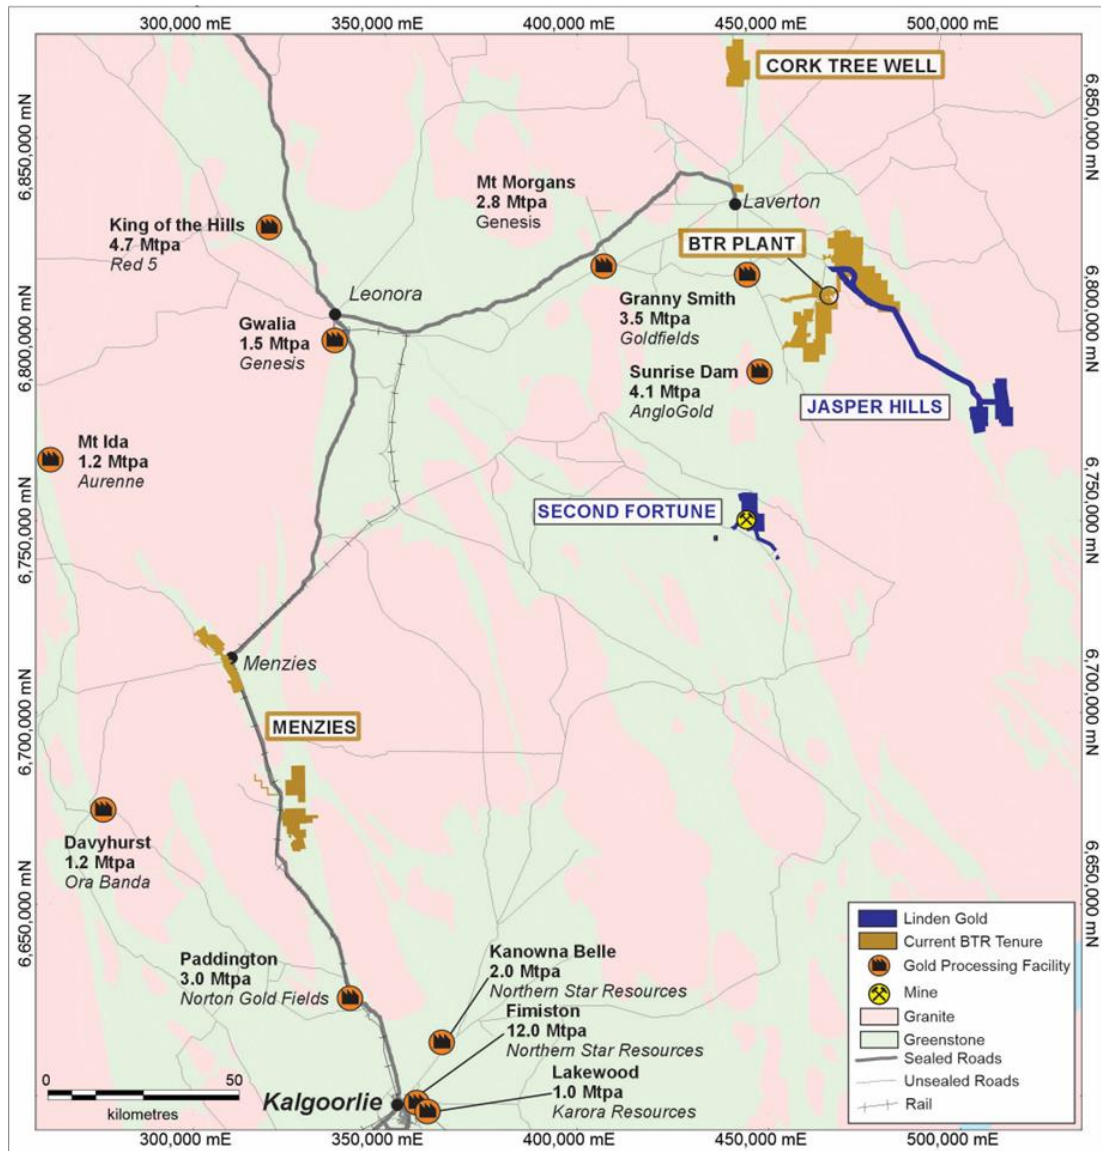 300,000 mE
350,000 mE
400,000 mE
450,000 mE
500,000 mE
6,850,000 mN
6,800,000 mN
6,750,000 mN
6,700,000 mN
6,650,000 mN
6,850,000 mN
6,800,000 mN
6,750,000 mN
6,700,000 mN
6,650,000 mN
CORK TREE WELL
Mt Morgans
2.8 Mtpa
Genesis
Laverton
King of the Hills
4.7 Mtpa
Red 5
BTR PLANT
Leonora
Granny Smith
3.5 Mtpa
Goldfields
Gwalia
1.5 Mtpa
Genesis
Sunrise Dam
4.1 Mtpa
AngloGold
JASPER HILLS
Mt Ida
1.2 Mtpa
Aurenne
SECOND FORTUNE
Menzies
MENZIES
Davyhurst
1.2 Mtpa
Ora Banda
Paddington
3.0 Mtpa
Norton Gold Fields
Kanowna Belle
2.0 Mtpa
Northern Star Resources
Fimiston
12.0 Mtpa
Northern Star Resources
Lakewood
1.0 Mtpa
Karora Resources
Kalgoorlie
0 50
kilometres
Linden Gold
Current BTR Tenure
Gold Processing Facility
Mine
Granite
Greenstone
Sealed Roads
Unsealed Roads
Rail
300,000 mE
350,000 mE
400,000 mE
450,000 mE
500,000 mE